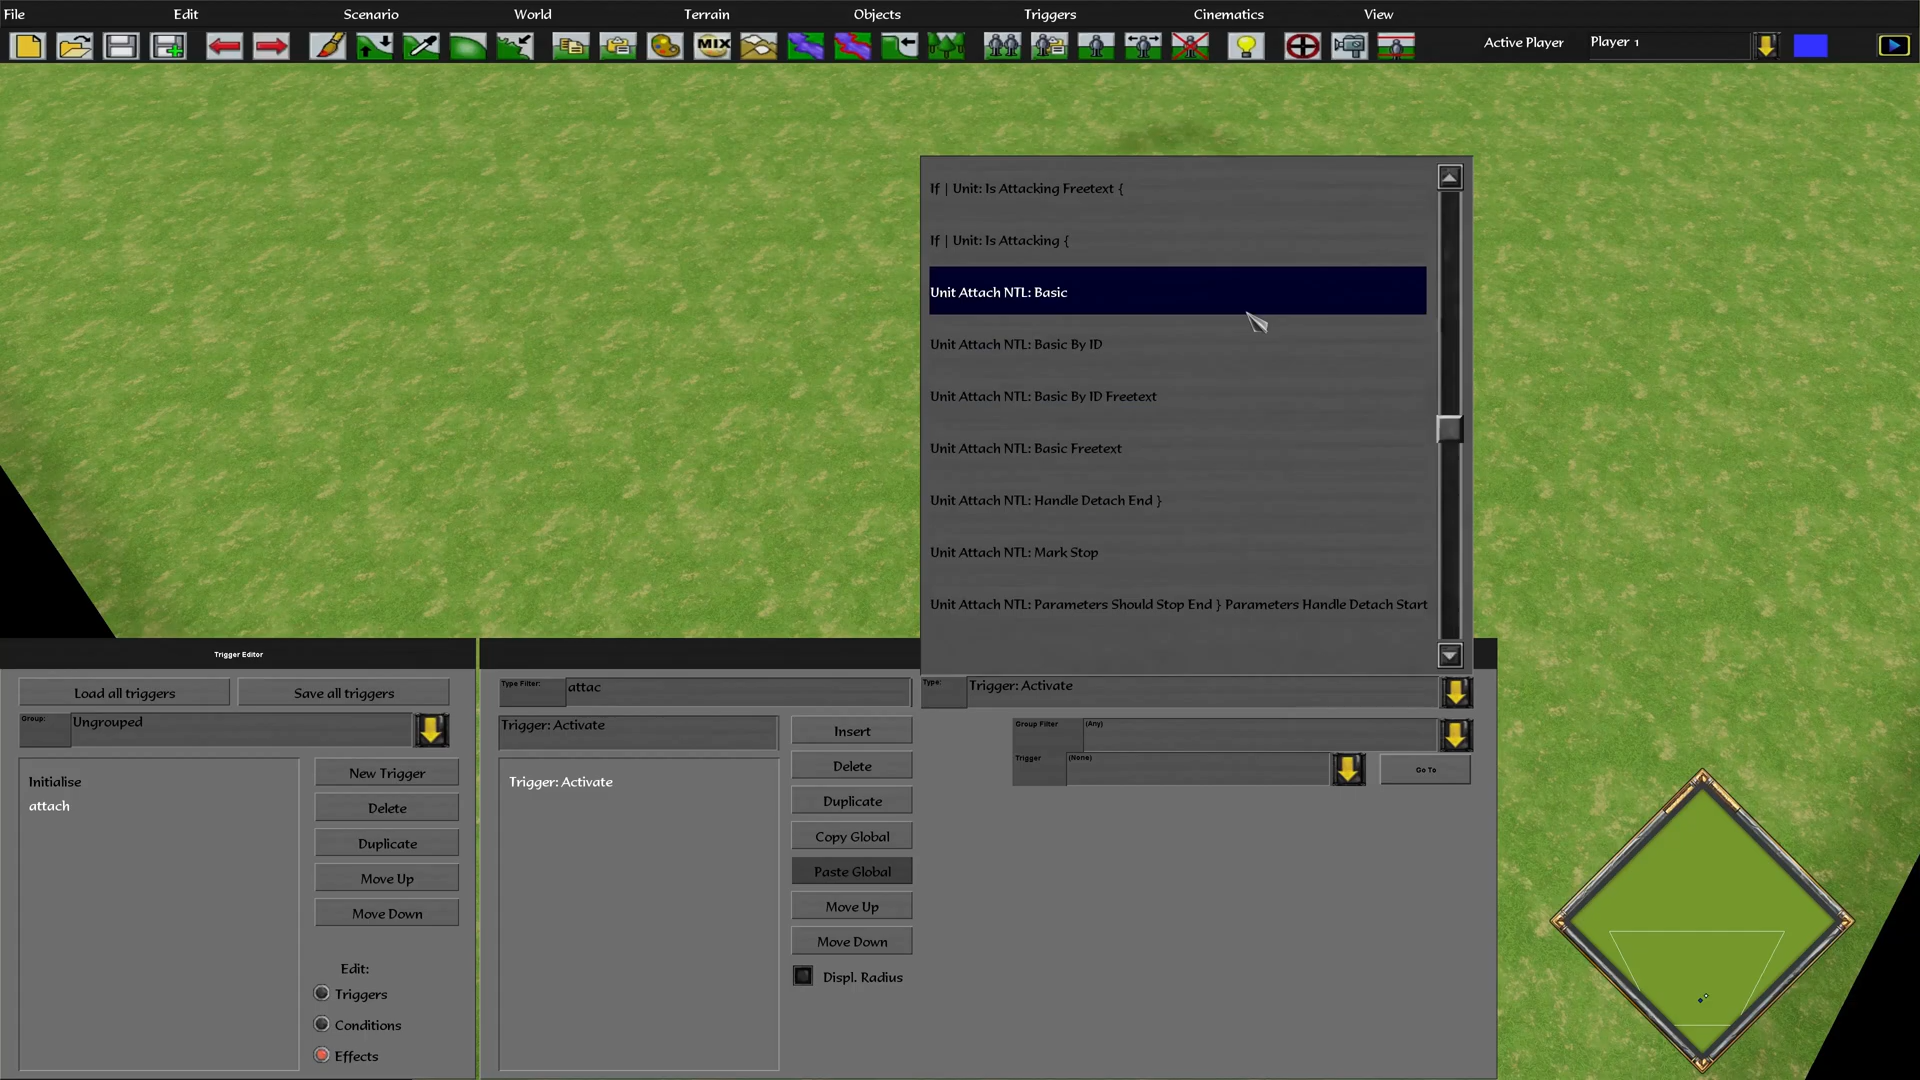 File Edit Scenario World Terrain Objects Triggers Cinematics View
MIX
Active Player Player 1
If | Unit: Is Attacking Freetext {
If | Unit: Is Attacking {
Unit Attach NTL: Basic
Unit Attach NTL: Basic By ID
Unit Attach NTL: Basic By ID Freetext
Unit Attach NTL: Basic Freetext
Unit Attach NTL: Handle Detach End }
Unit Attach NTL: Mark Stop
Unit Attach NTL: Parameters Should Stop End } Parameters Handle Detach Start
Trigger Editor
Load all triggers Save all triggers
Group: Ungrouped
Initialise
attach
New Trigger
Delete
Duplicate
Move Up
Move Down
Edit:
Triggers
Conditions
Effects
Type Filter: attac
Trigger: Activate
Trigger: Activate
Insert
Delete
Duplicate
Copy Global
Paste Global
Move Up
Move Down
Displ. Radius
Type: Trigger: Activate
Group Filter (Any)
Trigger (None)
Go To